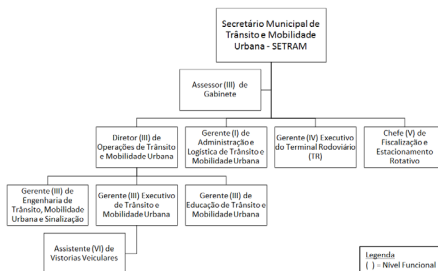 Secretário Municipal de
Trânsito e Mobilidade
Urbana - SETRAM
Assessor (III) de
Gabinete
Diretor (III) de
Operações de Trânsito
e Mobilidade Urbana
Gerente (I) de
Administração e
Logística de Trânsito e
Mobilidade Urbana
Gerente (IV) Executivo
do Terminal Rodoviário
(TR)
Chefe (V) de
Fiscalização e
Estacionamento
Rotativo
Gerente (III) de
Engenharia de
Trânsito, Mobilidade
Urbana e Sinalização
Gerente (III) Executivo
de Trânsito e
Mobilidade Urbana
Gerente (III) de
Educação de Trânsito e
Mobilidade Urbana
Assistente (VI) de
Vistorias Veiculares
Legenda
( ) = Nível Funcional